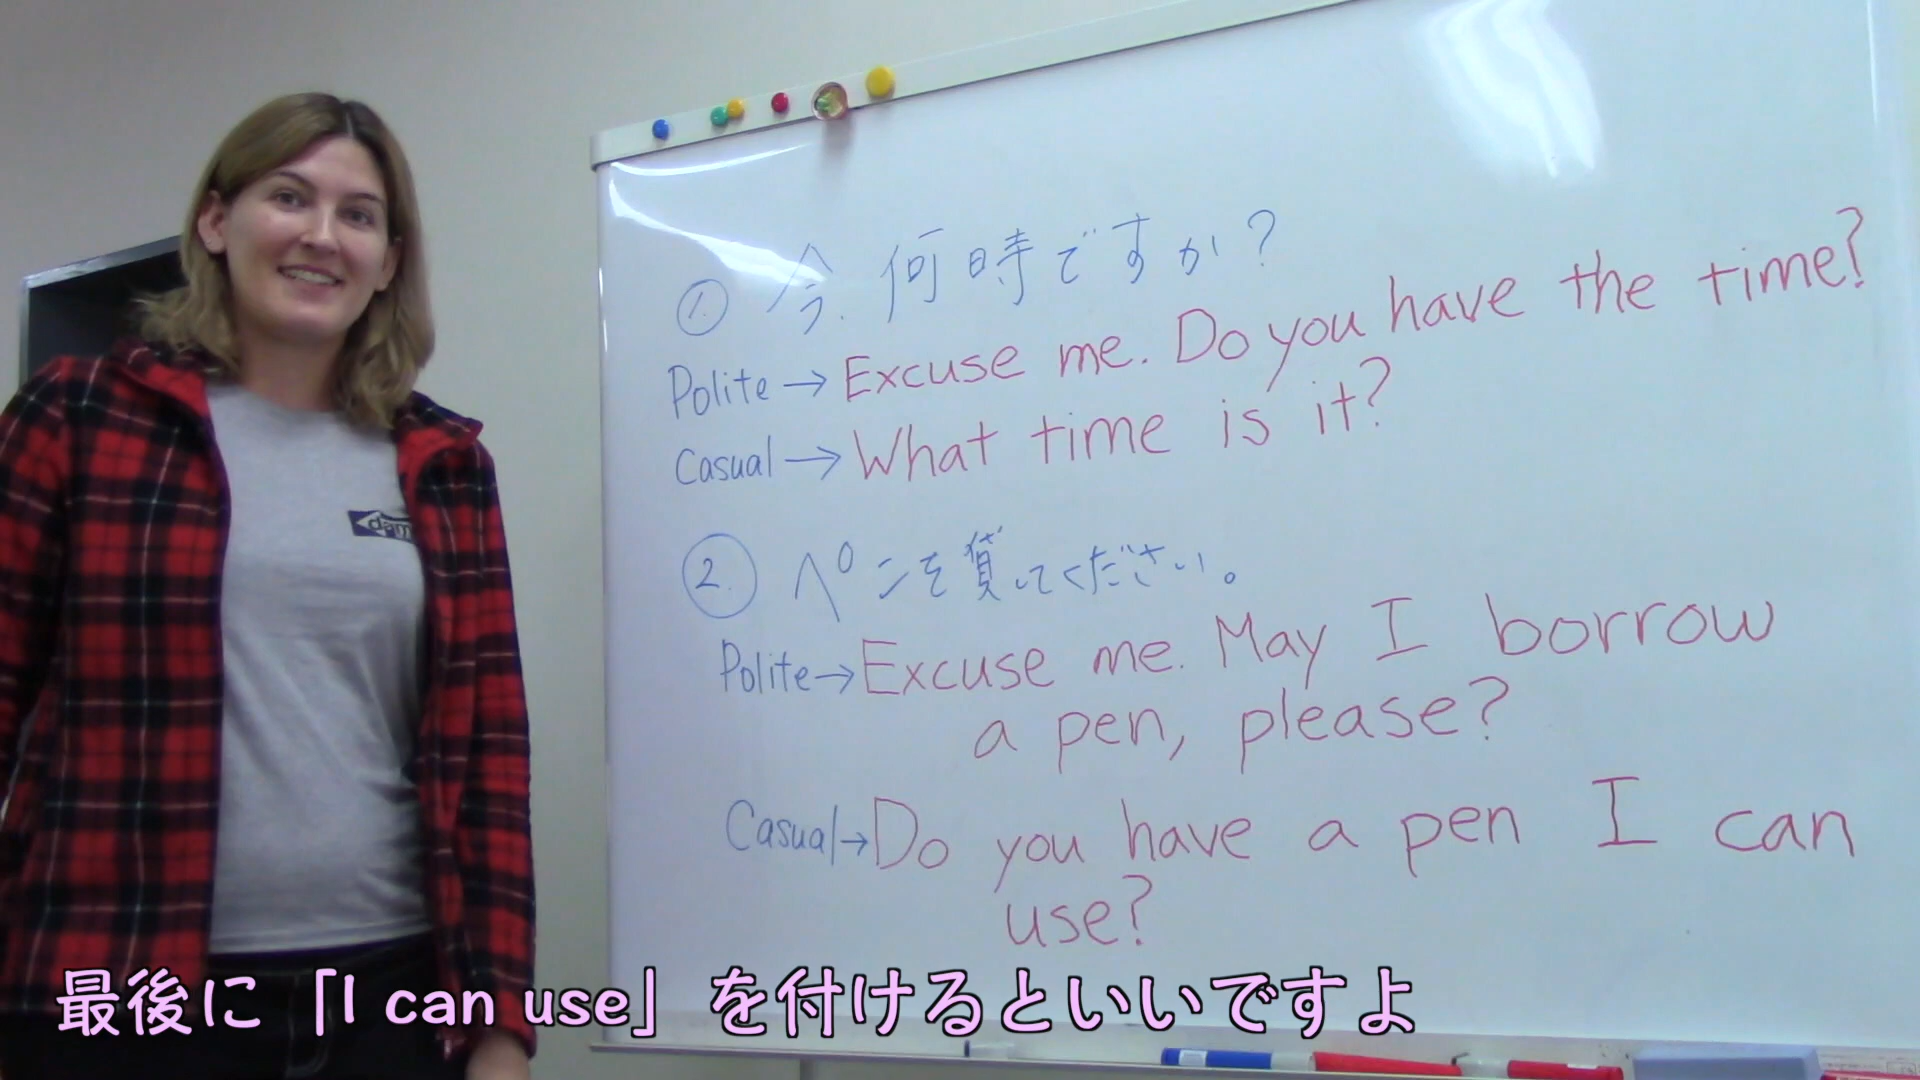 ① 今、何時ですか?
Polite → Excuse me. Do you have the time?
Casual → What time is it?
② ペンを貸してください。
Polite → Excuse me. May I borrow
a pen, please?
Casual → Do you have a pen I can
use?
最後に「I can use」を付けるといいですよ